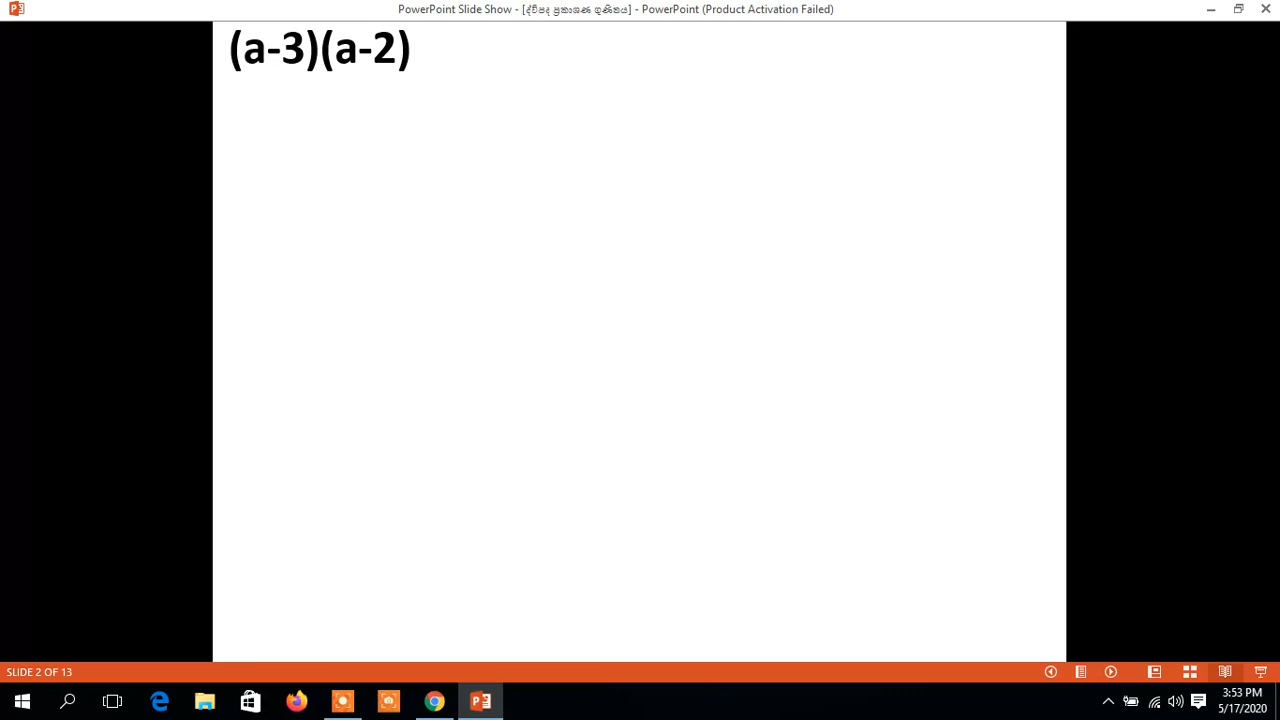 PowerPoint Slide Show - [ද්විපද ප්‍රකාශණ ගුණිතය] - PowerPoint (Product Activation Failed)
(a-3)(a-2)
SLIDE 2 OF 13
3:53 PM
5/17/2020